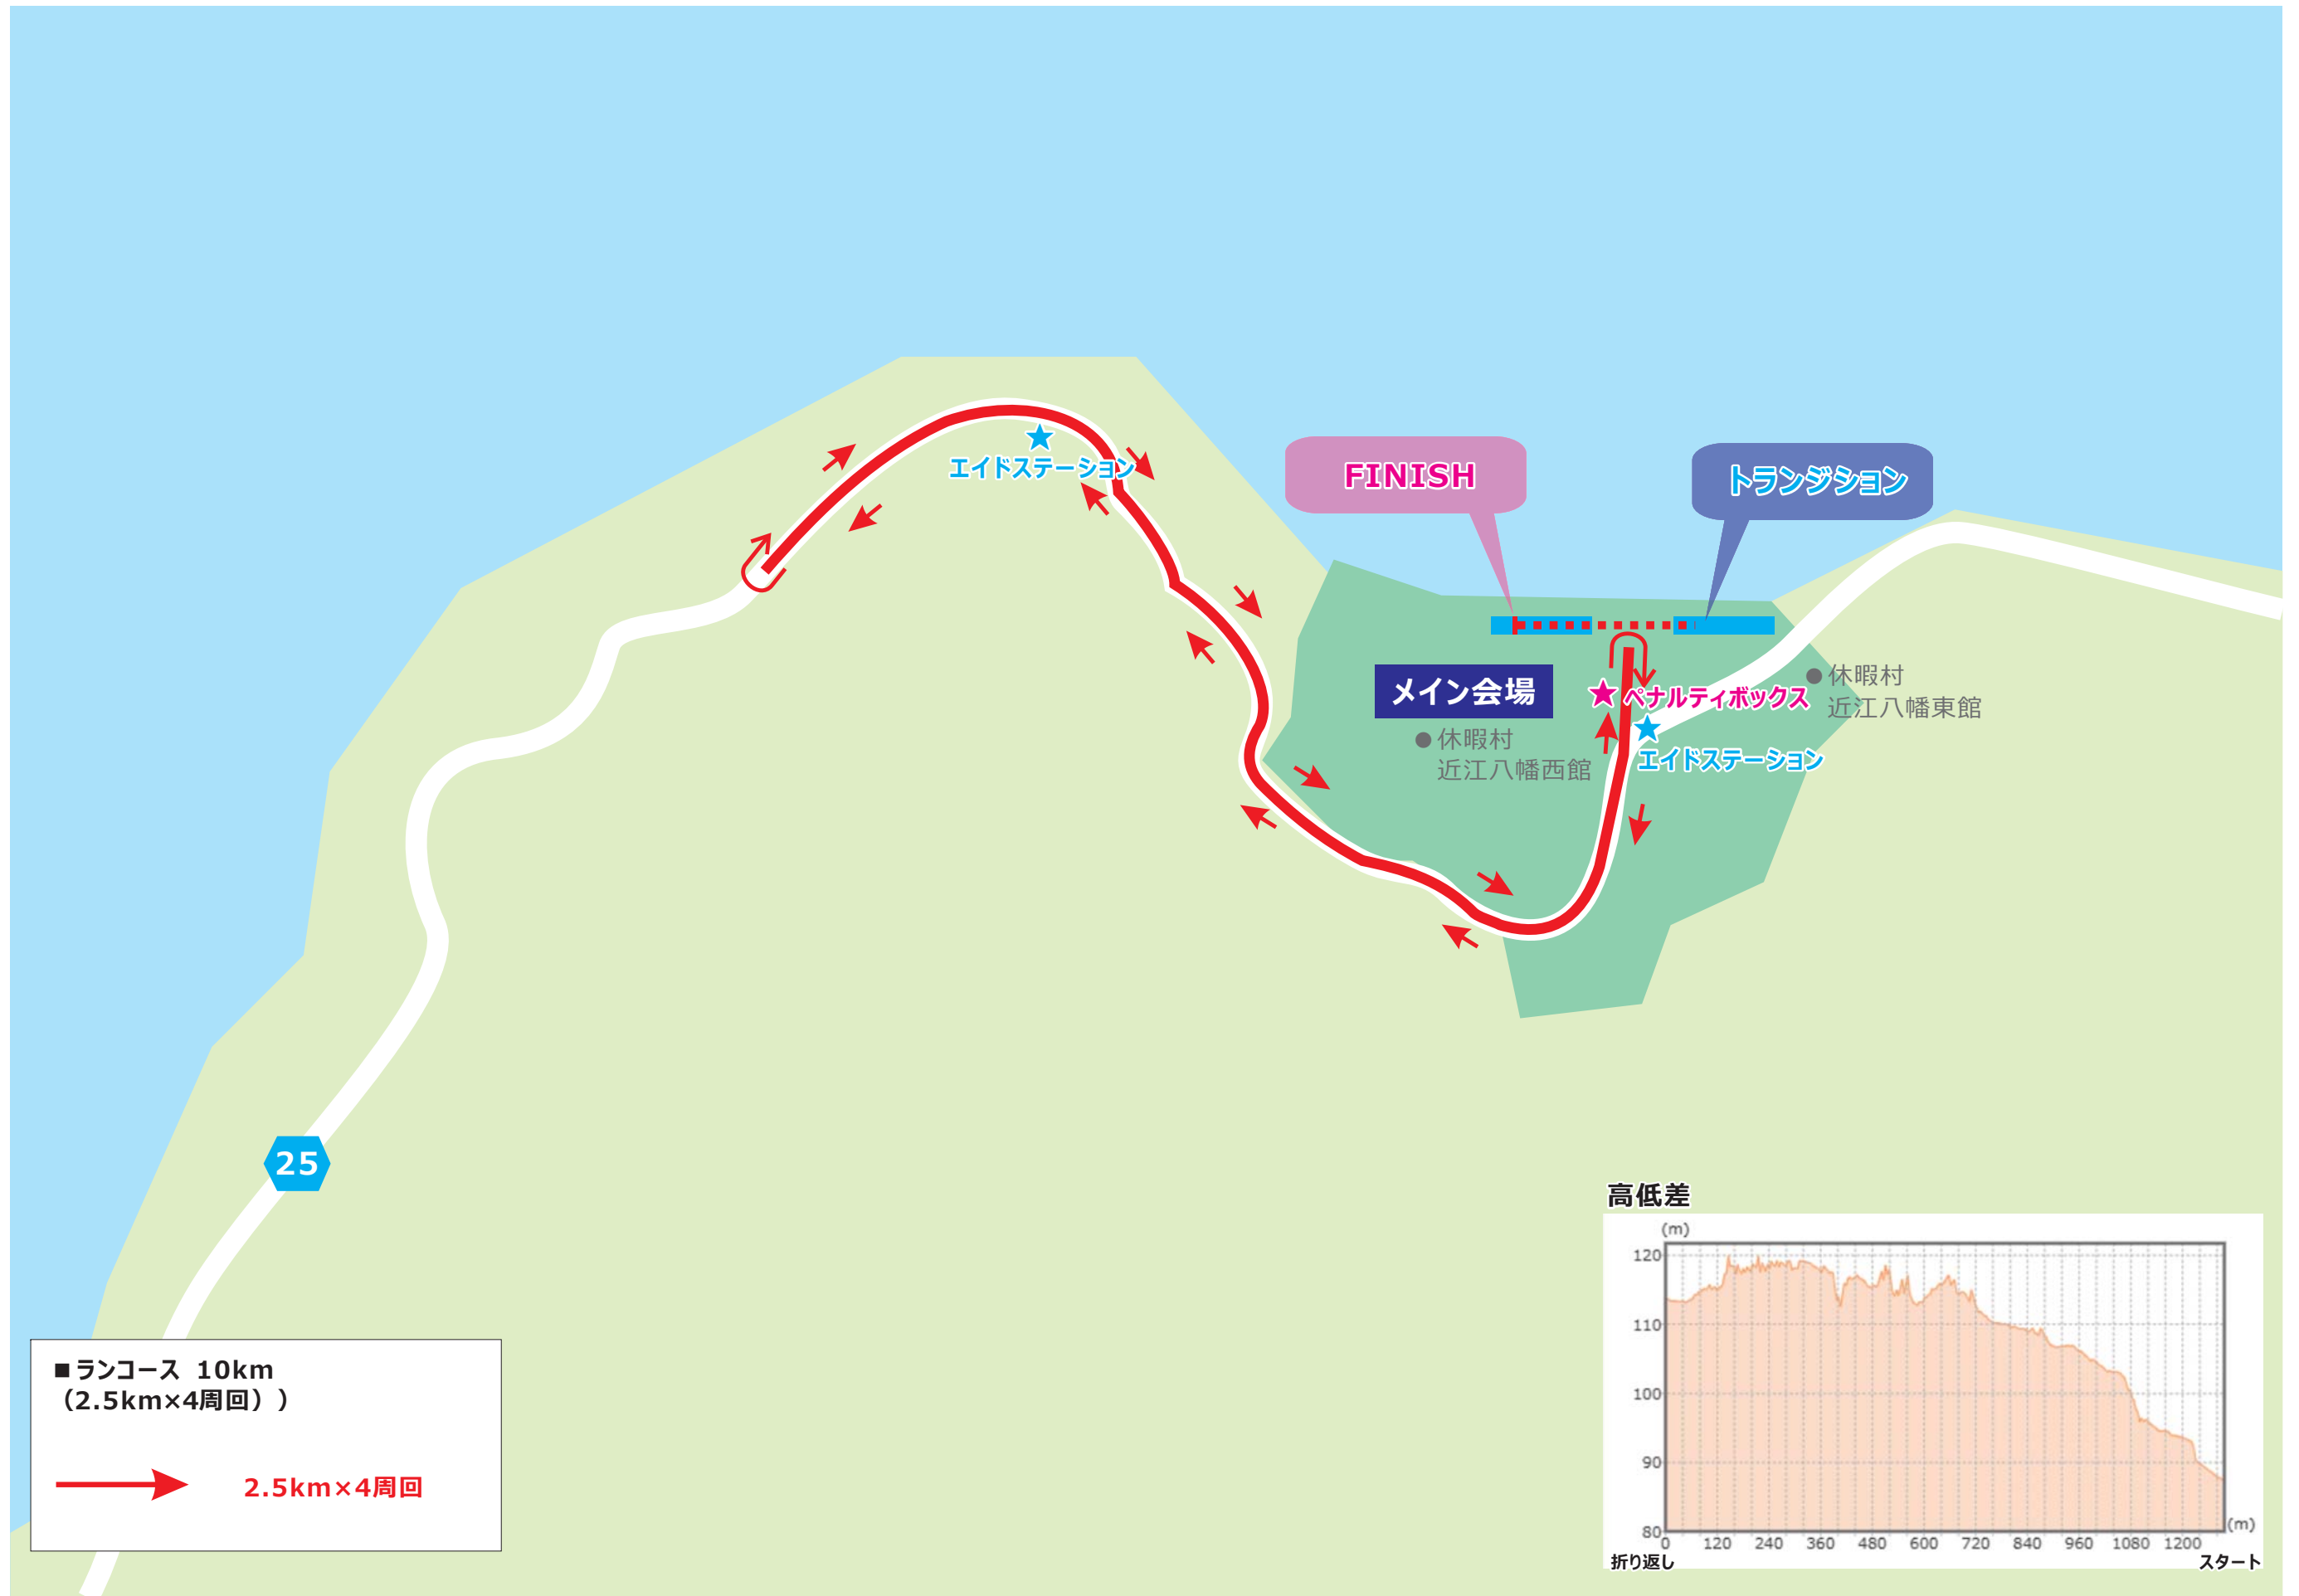 エイドステーション
FINISH
トランジション
メイン会場
ペナルティボックス
休暇村
近江八幡東館
休暇村
近江八幡西館
エイドステーション
25
■ランコース 10km
(2.5km×4周回))
2.5km×4周回
高低差
(m)
120
110
100
90
80
0 120 240 360 480 600 720 840 960 1080 1200
(m)
折り返し
スタート